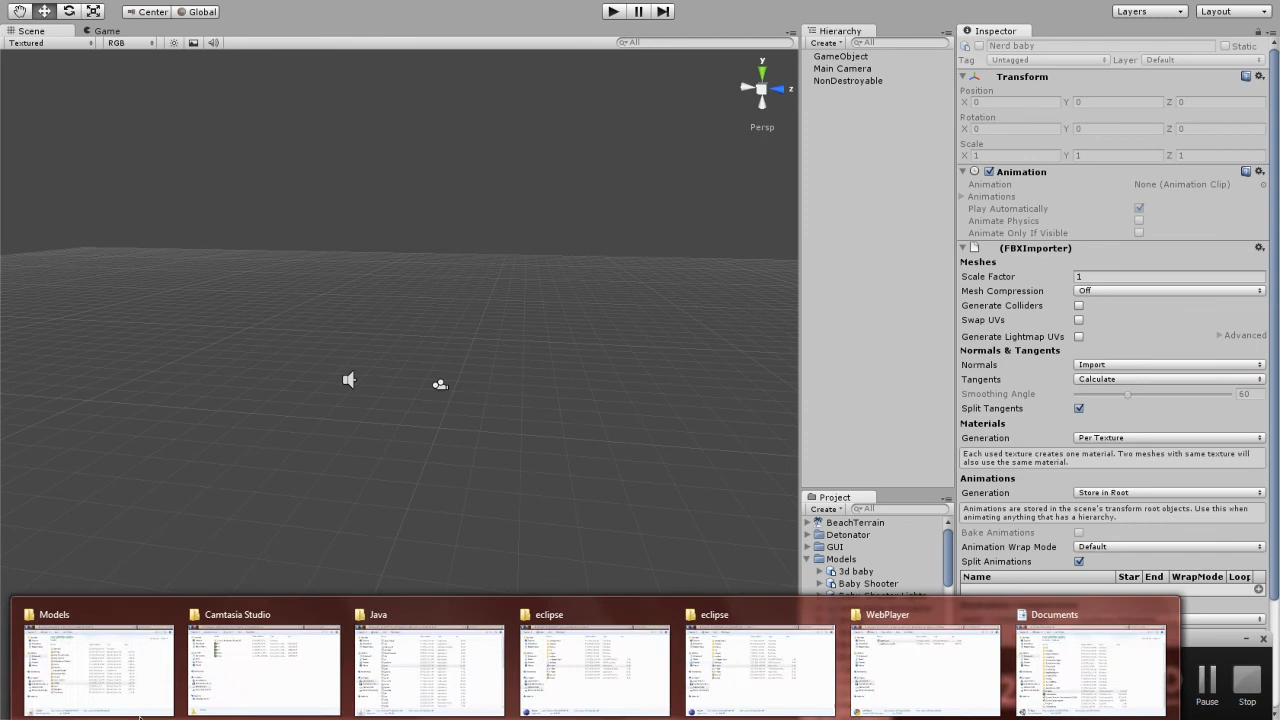 Center Global Layers Layout
Scene Game
Textured RGB All
y
z
Persp
Hierarchy
Create All
GameObject
Main Camera
NonDestroyable
Inspector
Nerd baby Static
Tag Untagged Layer Default
Transform
Position
X 0 Y 0 Z 0
Rotation
X 0 Y 0 Z 0
Scale
X 1 Y 1 Z 1
Animation
Animation None (Animation Clip)
Animations
Play Automatically
Animate Physics
Animate Only If Visible
(FBXImporter)
Meshes
Scale Factor 1
Mesh Compression Off
Generate Colliders
Swap UVs
Generate Lightmap UVs Advanced
Normals & Tangents
Normals Import
Tangents Calculate
Smoothing Angle 60
Split Tangents
Materials
Generation Per Texture
Each used texture creates one material. Two meshes with same texture will
also use the same material.
Animations
Generation Store in Root
Animations are stored in the scene's transform root objects. Use this when
animating anything that has a hierarchy.
Bake Animations
Animation Wrap Mode Default
Split Animations
Name Star End WrapMode Loop
Project
Create All
BeachTerrain
Detonator
GUI
Models
3d baby
Baby Shooter
Models Camtasia Studio Java eclipse eclipse WebPlayer Documents